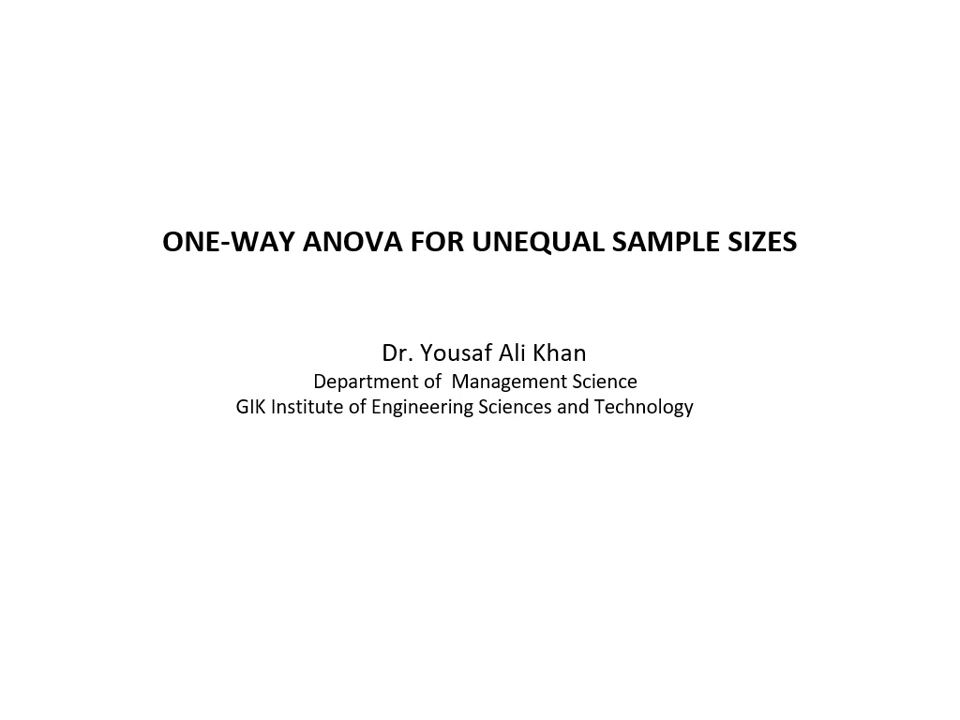 ONE-WAY ANOVA FOR UNEQUAL SAMPLE SIZES
Dr. Yousaf Ali Khan
Department of  Management Science
GIK Institute of Engineering Sciences and Technology